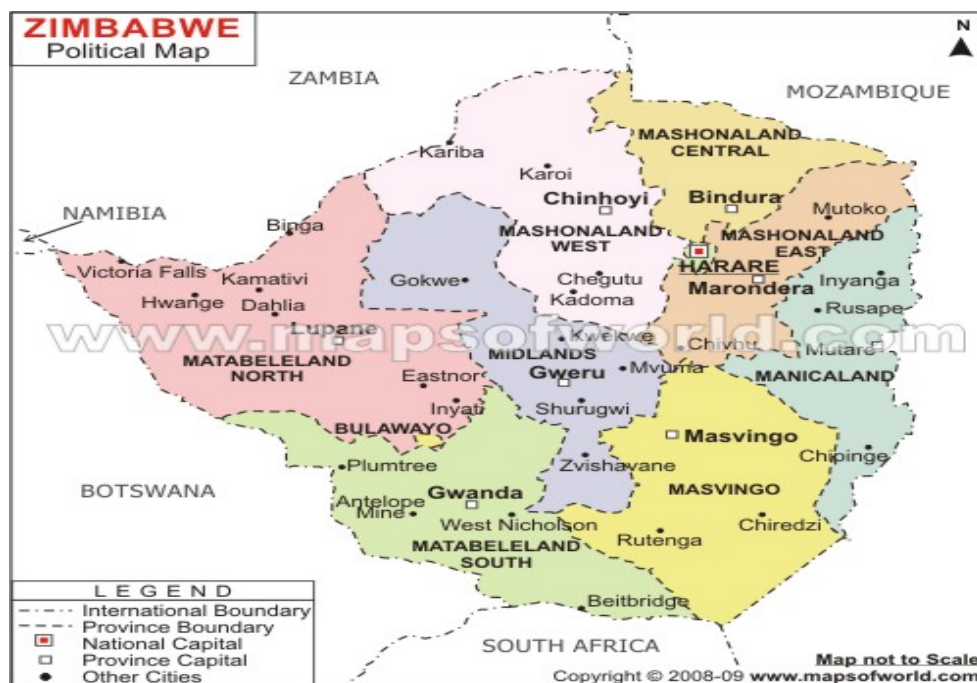 ZIMBABWE
Political Map
N
ZAMBIA
MOZAMBIQUE
MASHONALAND
CENTRAL
Kariba
Karoi
Chinhoyi
Bindura
NAMIBIA
Binga
MASHONALAND
WEST
Mutoko
MASHONALAND
EAST
Victoria Falls
Kamativi
Gokwe
Chegutu
HARARE
Inyanga
Hwange
Kadoma
Marondera
Dahlia
Rusape
Lupane
www.mapsofworld.com
Kwekwe
Chivhu
Mutare
MATABELELAND
NORTH
MIDLANDS
Gweru
Mvuma
MANICALAND
Eastnor
Inyati
Shurugwi
BULAWAYO
Masvingo
Plumtree
Zvishavane
Chipinge
BOTSWANA
Antelope
Mine
Gwanda
MASVINGO
West Nicholson
Chiredzi
Rutenga
MATABELELAND
SOUTH
Beitbridge
SOUTH AFRICA
LEGEND
International Boundary
Province Boundary
National Capital
Province Capital
Other Cities
Map not to Scale
Copyright © 2008-09 www.mapsofworld.com